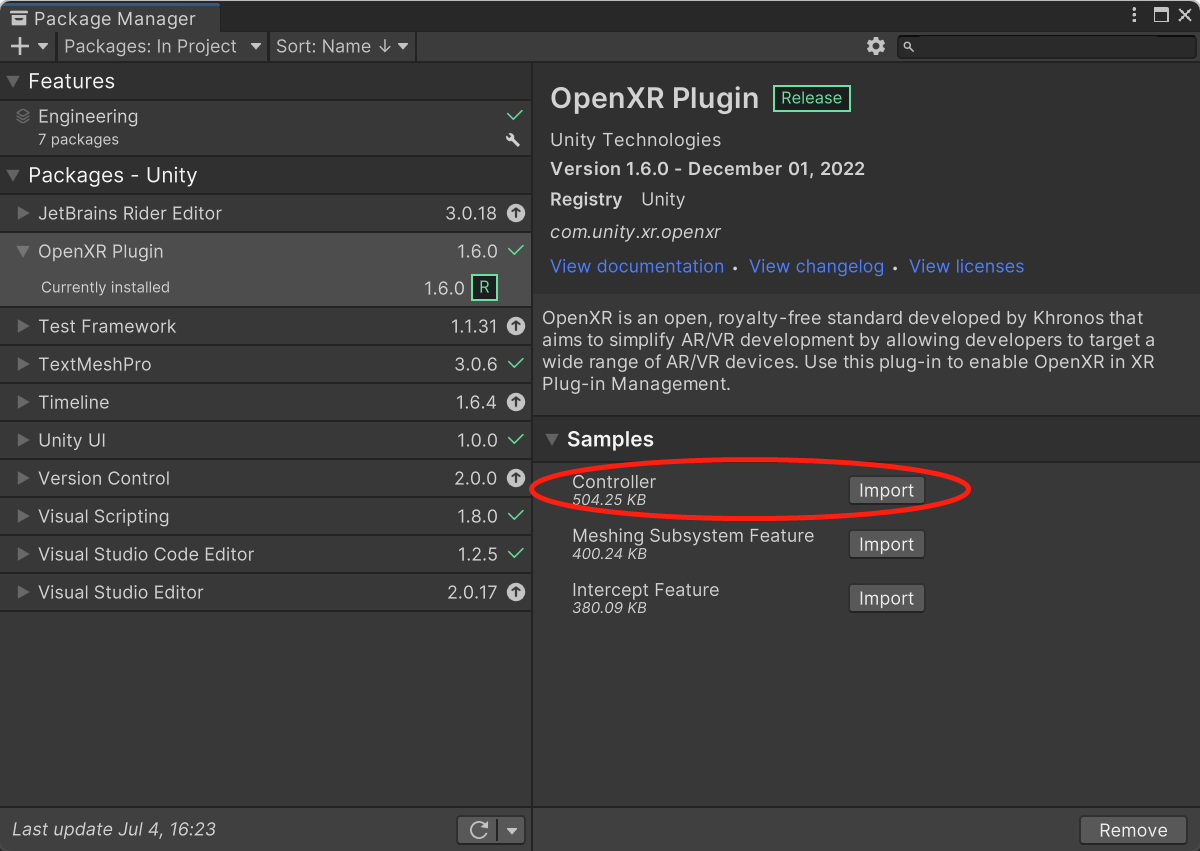 Package Manager
Packages: In Project
Sort: Name ↓
Features
Engineering
7 packages
Packages - Unity
JetBrains Rider Editor 3.0.18
OpenXR Plugin 1.6.0
Currently installed 1.6.0 R
Test Framework 1.1.31
TextMeshPro 3.0.6
Timeline 1.6.4
Unity UI 1.0.0
Version Control 2.0.0
Visual Scripting 1.8.0
Visual Studio Code Editor 1.2.5
Visual Studio Editor 2.0.17
Last update Jul 4, 16:23
OpenXR Plugin Release
Unity Technologies
Version 1.6.0 - December 01, 2022
Registry Unity
com.unity.xr.openxr
View documentation • View changelog • View licenses
OpenXR is an open, royalty-free standard developed by Khronos that
aims to simplify AR/VR development by allowing developers to target a
wide range of AR/VR devices. Use this plug-in to enable OpenXR in XR
Plug-in Management.
Samples
Controller Import
504.25 KB
Meshing Subsystem Feature Import
400.24 KB
Intercept Feature Import
380.09 KB
Remove